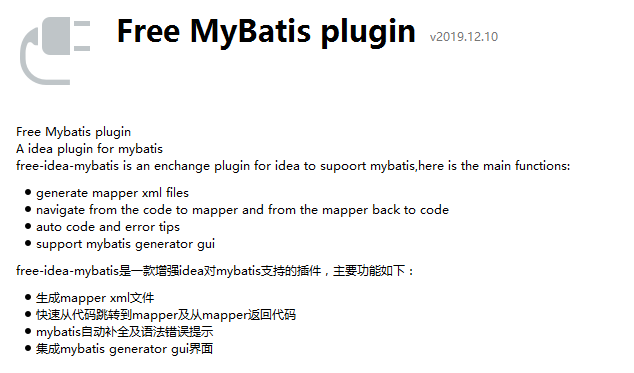 Free MyBatis plugin v2019.12.10
Free Mybatis plugin
A idea plugin for mybatis
free-idea-mybatis is an enchange plugin for idea to supoort mybatis,here is the main functions:
generate mapper xml files
navigate from the code to mapper and from the mapper back to code
auto code and error tips
support mybatis generator gui
free-idea-mybatis是一款增强idea对mybatis支持的插件，主要功能如下：
生成mapper xml文件
快速从代码跳转到mapper及从mapper返回代码
mybatis自动补全及语法错误提示
集成mybatis generator gui界面